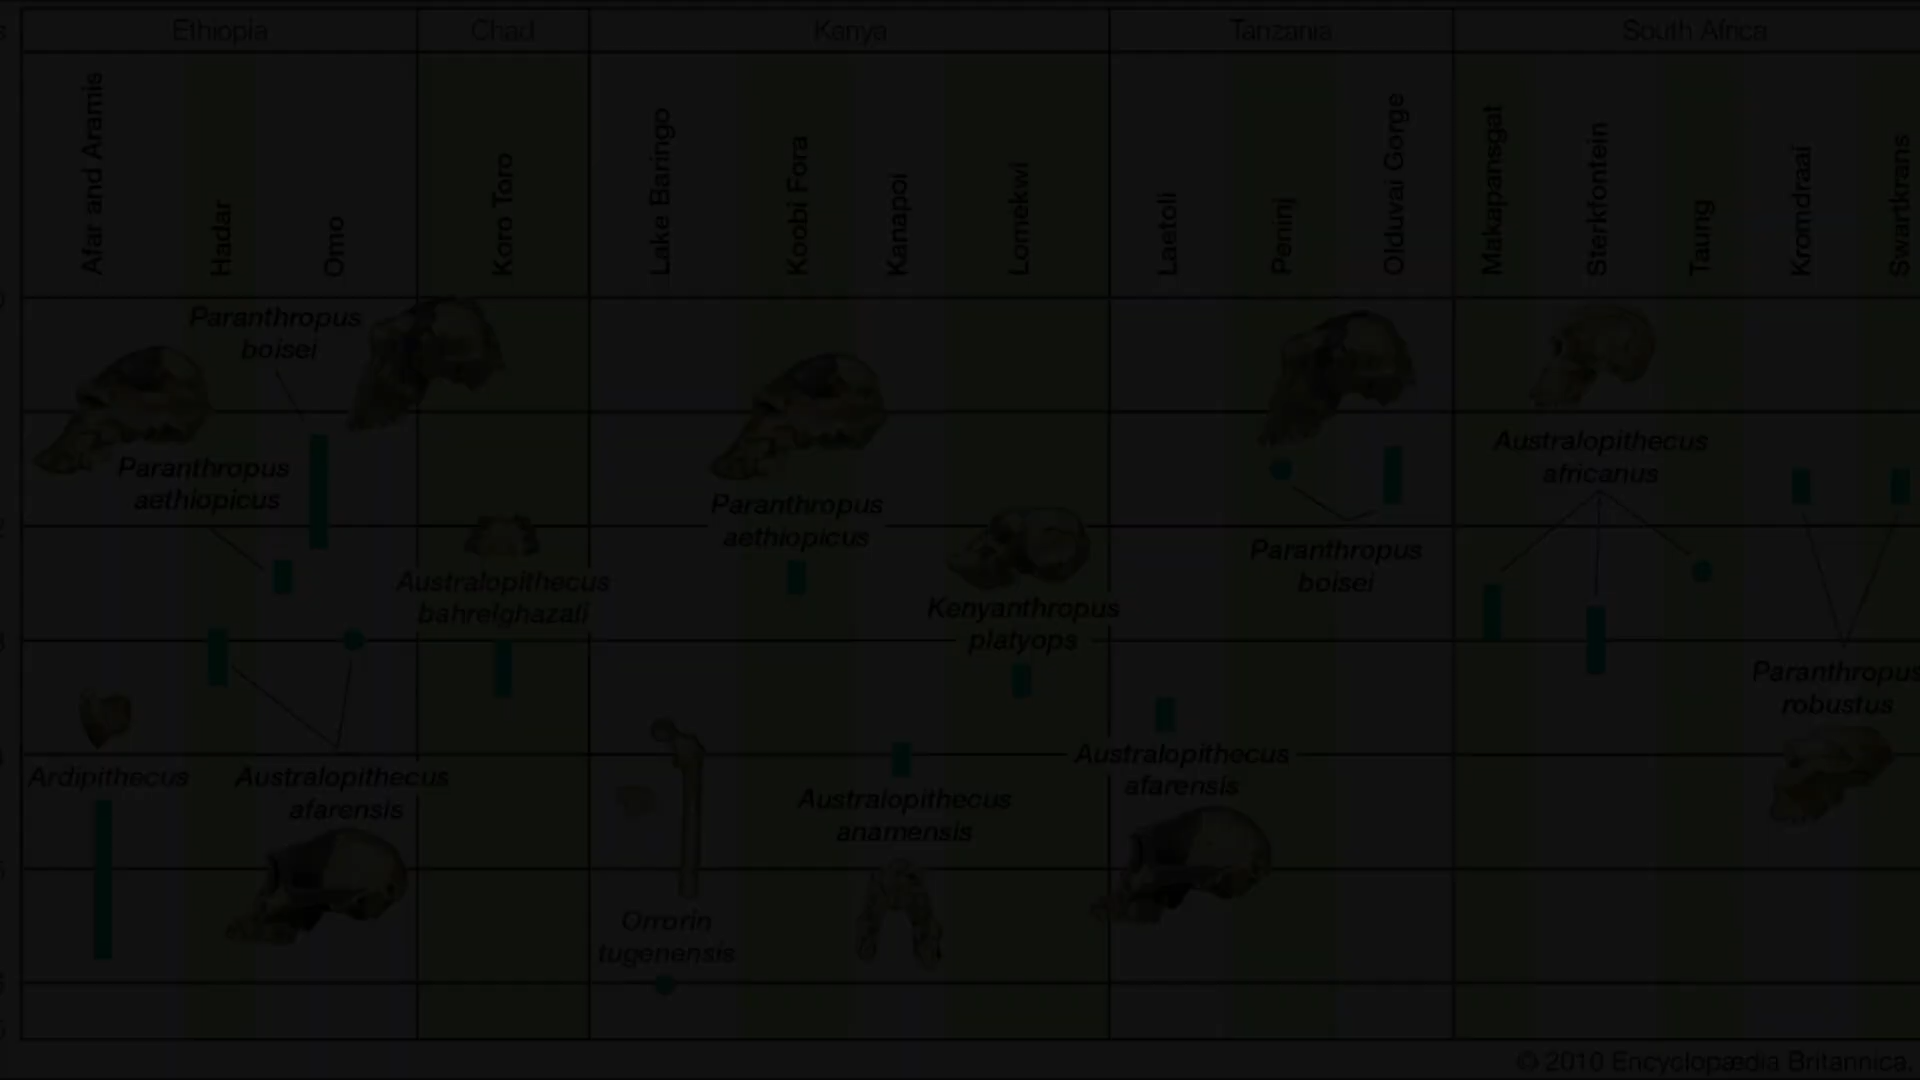 Ethiopia
Chad
Kenya
Tanzania
South Africa
Afar and Aramis
Hadar
Omo
Koro Toro
Lake Baringo
Koobi Fora
Kanapoi
Lomekwi
Laetoli
Peninj
Olduvai Gorge
Makapansgat
Sterkfontein
Taung
Kromdraai
Swartkrans
Paranthropus
boisei
Paranthropus
aethiopicus
Australopithecus
bahrelghazali
Ardipithecus
Australopithecus
afarensis
Paranthropus
aethiopicus
Kenyanthropus
platyops
Australopithecus
anamensis
Orrorin
tugenensis
Paranthropus
boisei
Australopithecus
afarensis
Australopithecus
africanus
Paranthropus
robustus
© 2010 Encyclopædia Britannica,